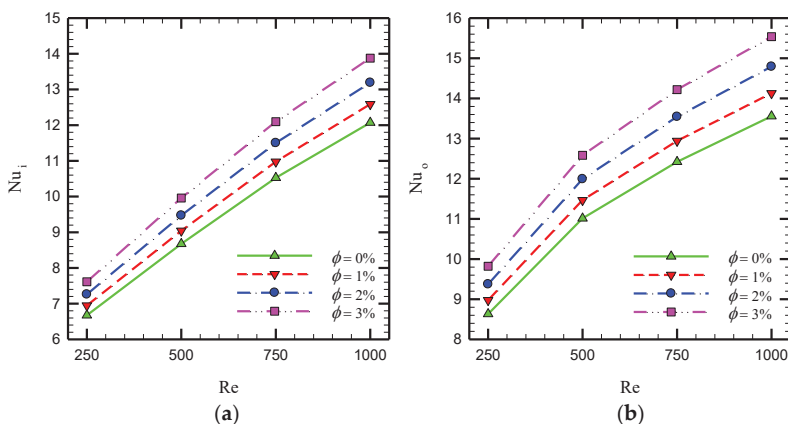 15
14
13
12
11
10
9
8
7
6
Nu i
ϕ = 0%
ϕ = 1%
ϕ = 2%
ϕ = 3%
250 500 750 1000
Re
(a)
16
15
14
13
12
11
10
9
8
Nu o
ϕ = 0%
ϕ = 1%
ϕ = 2%
ϕ = 3%
250 500 750 1000
Re
(b)